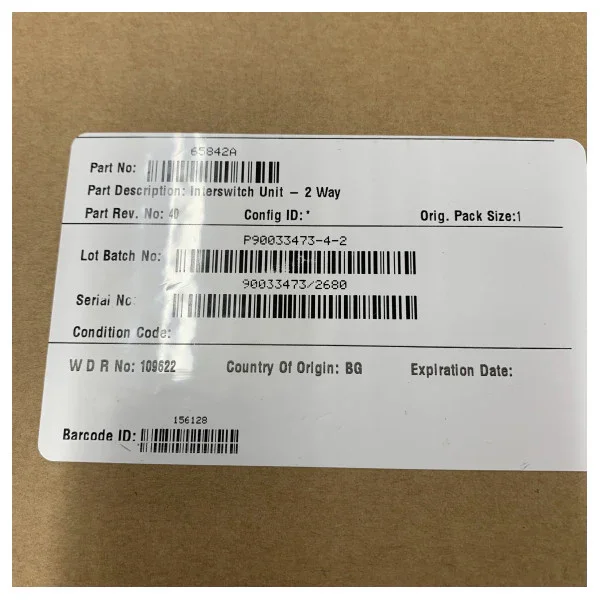 65842A
Part No:
Part Description: Interswitch Unit – 2 Way
Part Rev. No: 40 Config ID: * Orig. Pack Size:1
P90033473-4-2
Lot Batch No:
90033473/2680
Serial No:
Condition Code:
W D R No: 109622 Country Of Origin: BG Expiration Date:
156128
Barcode ID: